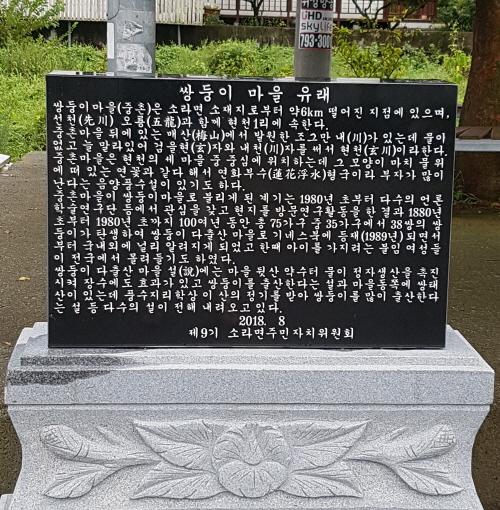 LHD
skyLife
793-300
쌍둥이 마을 유래
쌍둥이마을(중촌)은 소라면 소재지로부터 약6km 떨어진 지점에 있으며,
선천(先川) 오룡(五龍)과 함께 현천1리에 속한다.
중촌마을 뒤에 있는 매산(梅山)에서 발원한 조그만 내(川)가 있는데 물이
없고 늘 말라있어 검을현(玄)자와 내천(川)자를 써서 현천(玄川)이라한다.
중촌마을은 현천의 세 마을 중 중심에 위치하는데 그 모양이 마치 물위
에 떠 있는 연꽃과 같다 해서 연화부수(蓮花浮水)형국이라 부자가 많이
난다는 음양풍수설이 있기도 하다.
중촌마을이 쌍둥이마을로 불리게 된 계기는 1980년 초부터 다수의 언론
학술연구단등에서 관심을 갖고 현지를 방문연구활동을 한 결과 1880년
초부터 1980년 초까지 100여년 동안 총 75가구 중 35가구에서 38쌍의 쌍
둥이가 탄생하여 쌍둥이 다출산 마을로기네스북에 등재(1989년)되면서
부터 국내외에 널리 알려지게 되었고 한때 아이를 가지려는 불임 여성들
이 전국에서 몰려들기도 하였다.
쌍둥이 다출산 마을 설(說)에는 마을 뒷산 약수터 물이 정자생산을 촉진
시켜 장수에도 효과가 있고 쌍둥이를 출산한다는 설과 마을동쪽에 쌍태
산이 있는데 풍수지리학상 이 산의 정기를 받아 쌍둥이를 많이 출산한다
는 설 등 다수의 설이 전해 내려오고 있다.
2018. 8
제9기 소라면주민자치위원회